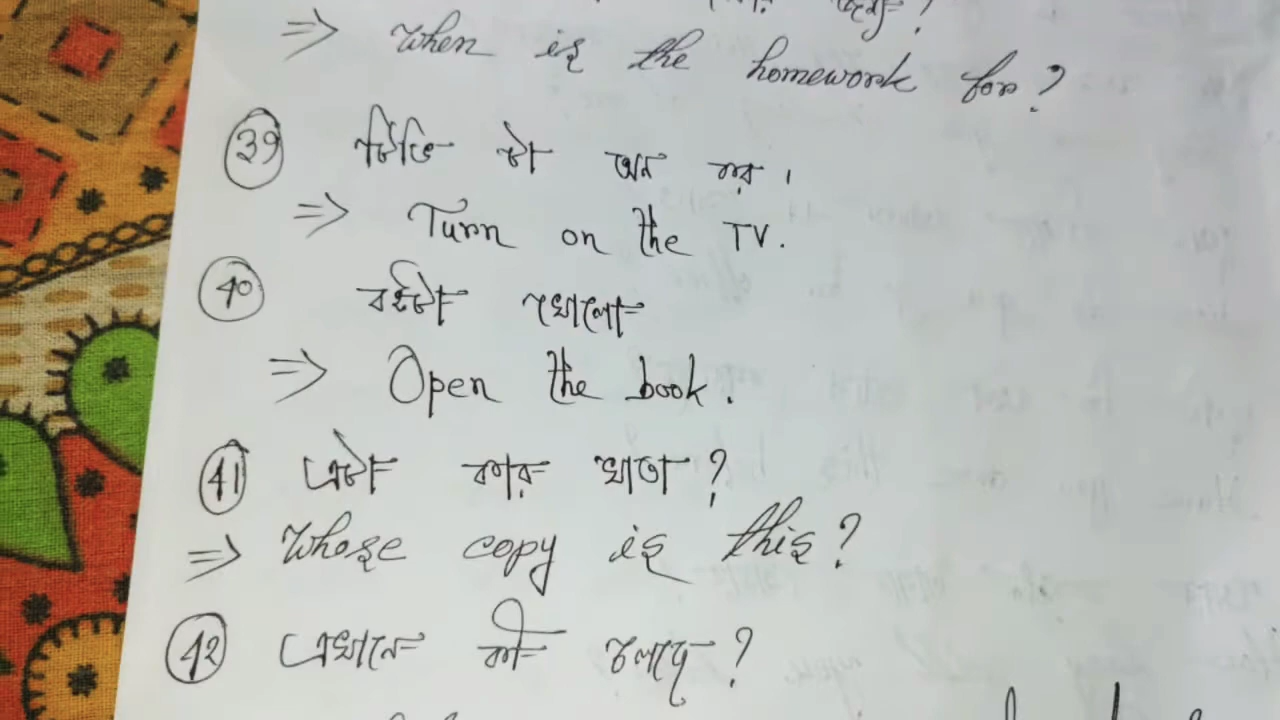 ⇒ When is the homework for?
39 টিভি টা অন কর।
⇒ Turn on the TV.
40 বইটা খোলো
⇒ Open the book.
41 এটা কার খাতা?
⇒ Whose copy is this?
42 এখানে কী চলছে?